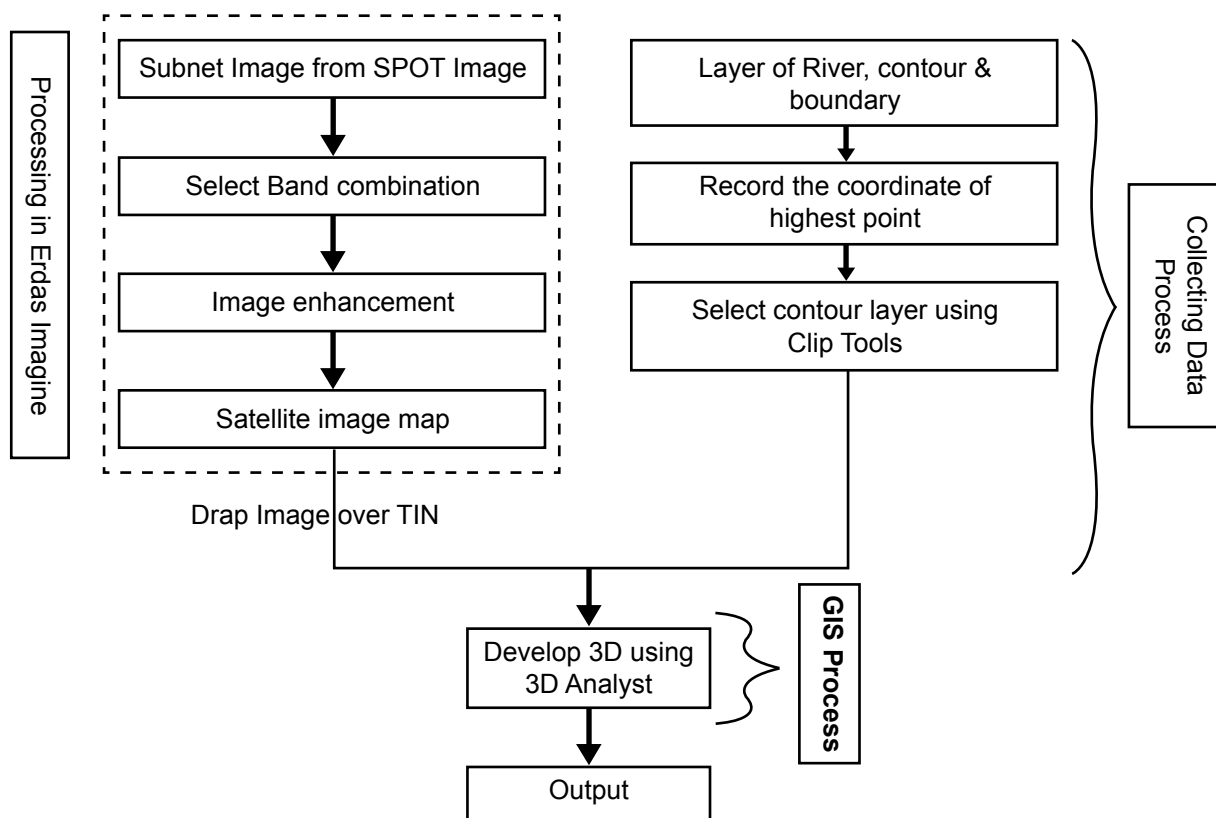 Processing in Erdas Imagine
Subnet Image from SPOT Image
Select Band combination
Image enhancement
Satellite image map
Drap Image over TIN
Layer of River, contour &
boundary
Record the coordinate of
highest point
Select contour layer using
Clip Tools
Collecting Data
Process
Develop 3D using
3D Analyst
GIS Process
Output